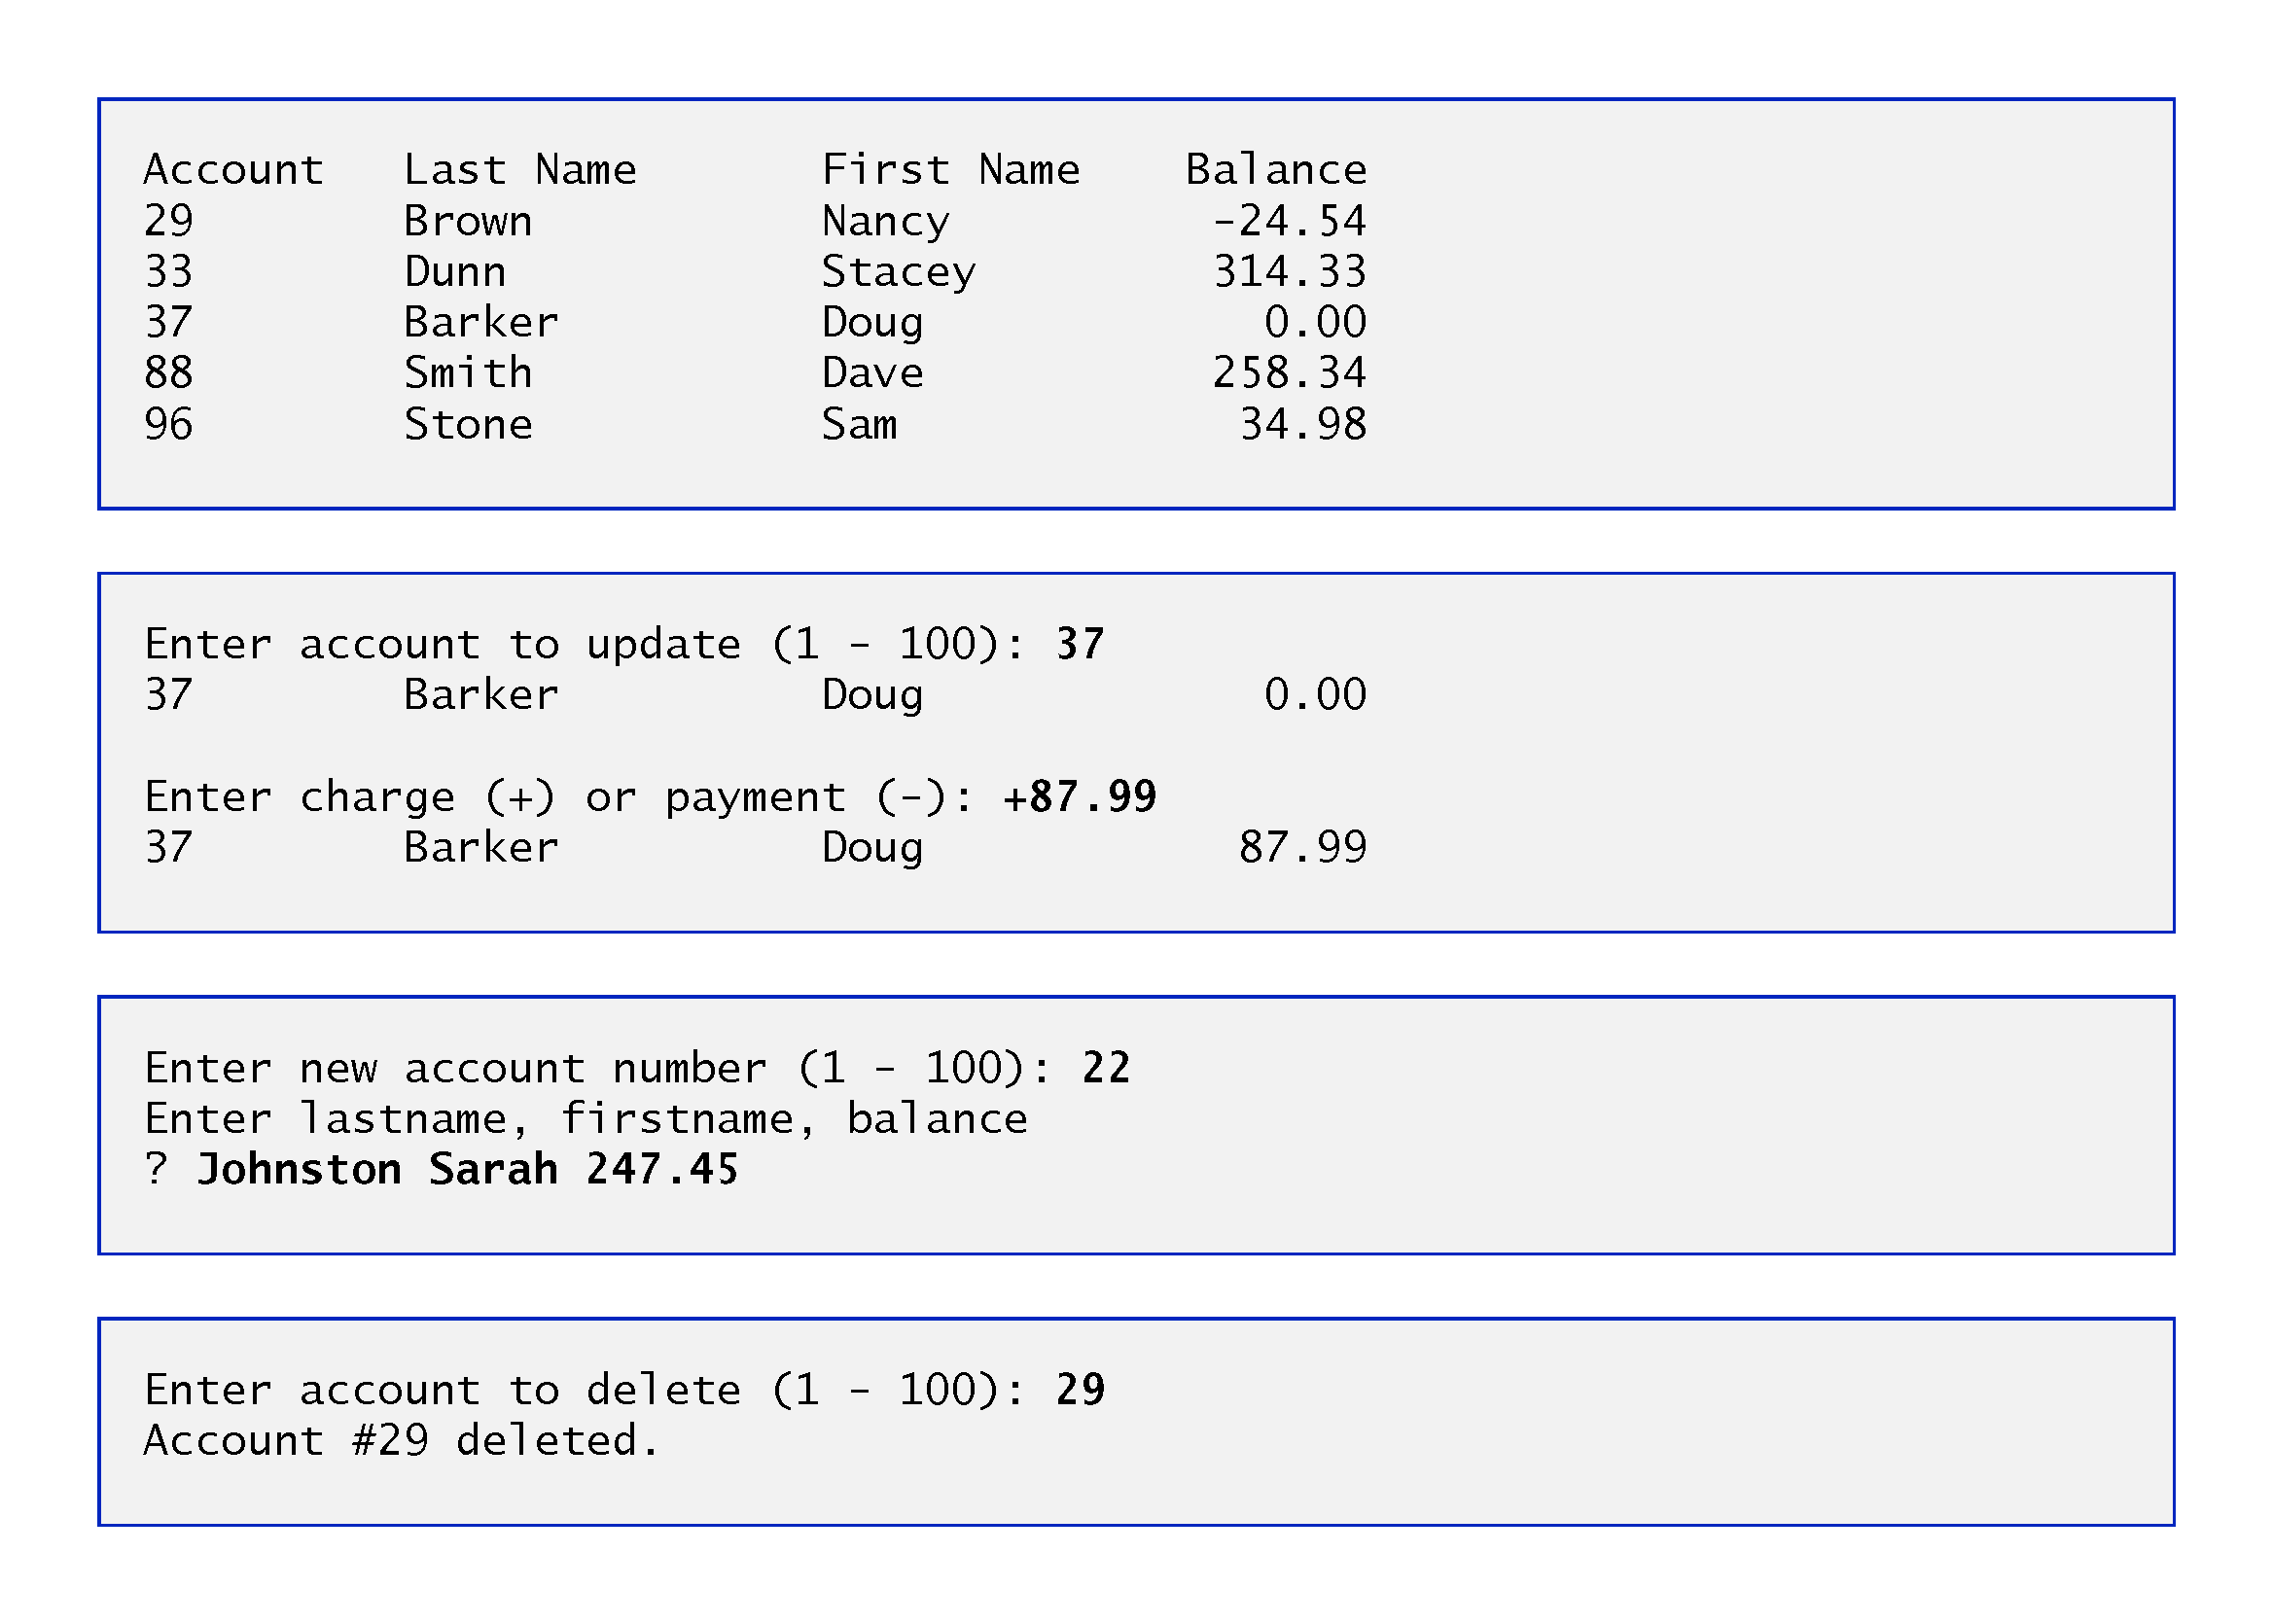 Account   Last Name       First Name    Balance
29        Brown           Nancy          -24.54
33        Dunn            Stacey         314.33
37        Barker          Doug             0.00
88        Smith           Dave           258.34
96        Stone           Sam             34.98
Enter account to update (1 - 100): 37
37        Barker          Doug             0.00
Enter charge (+) or payment (-): +87.99
37        Barker          Doug            87.99
Enter new account number (1 - 100): 22
Enter lastname, firstname, balance
? Johnston Sarah 247.45
Enter account to delete (1 - 100): 29
Account #29 deleted.